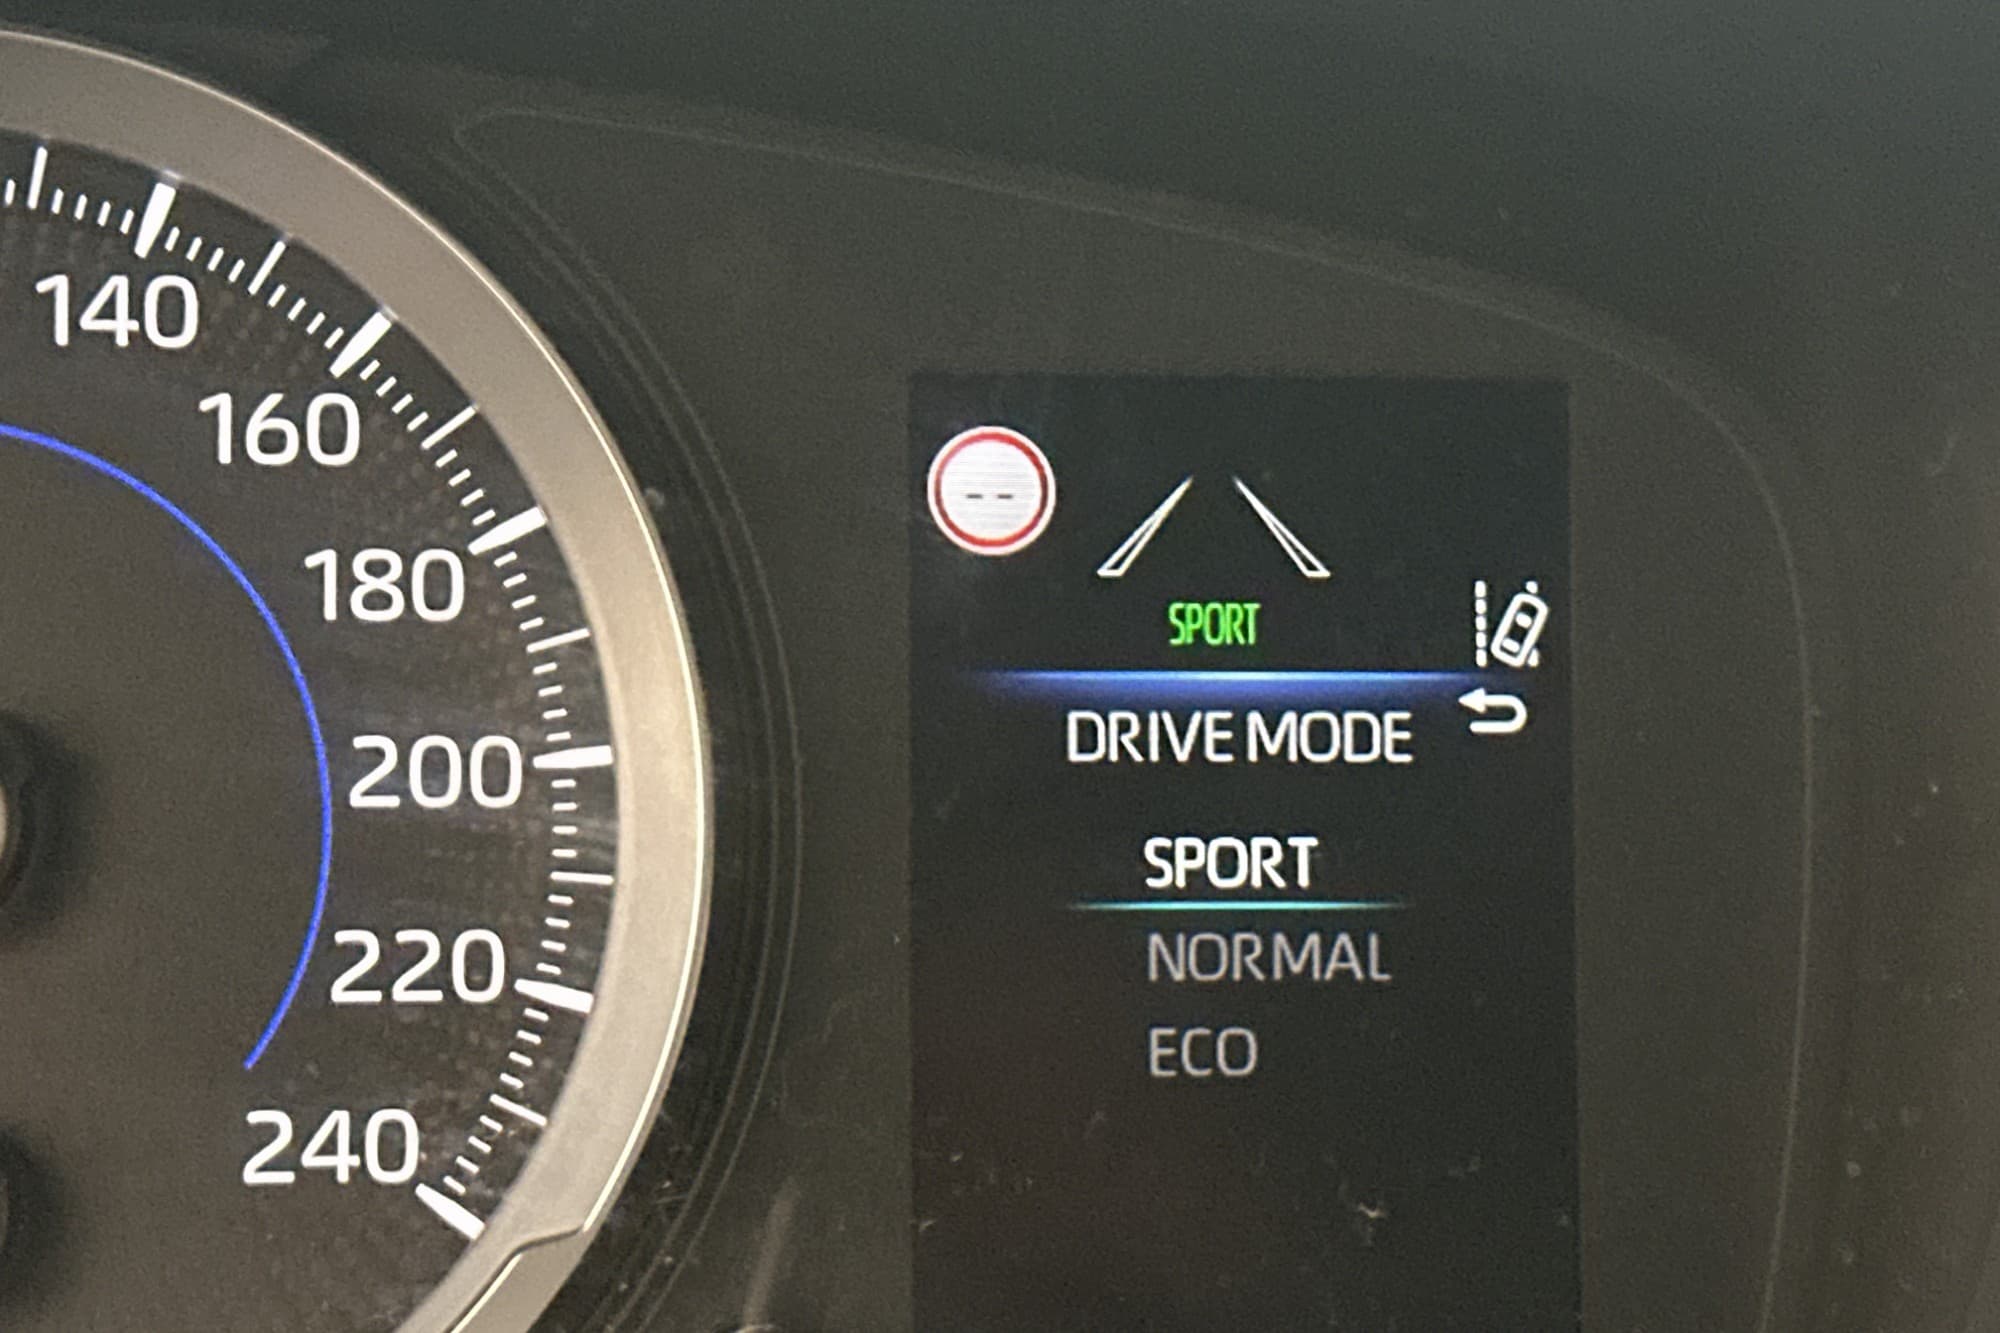 140
160
180
200
220
240
--
SPORT
DRIVE MODE
SPORT
NORMAL
ECO